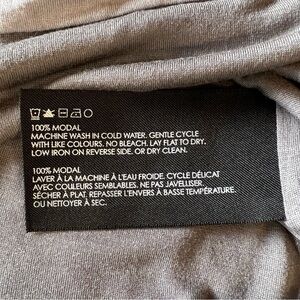 100% MODAL
MACHINE WASH IN COLD WATER. GENTLE CYCLE
WITH LIKE COLOURS. NO BLEACH. LAY FLAT TO DRY.
LOW IRON ON REVERSE SIDE. OR DRY CLEAN.
100% MODAL
LAVER À LA MACHINE À L'EAU FROIDE. CYCLE DÉLICAT
AVEC COULEURS SEMBLABLES. NE PAS JAVELLISER.
SÉCHER À PLAT. REPASSER L'ENVERS À BASSE TEMPÉRATURE.
OU NETTOYER À SEC.